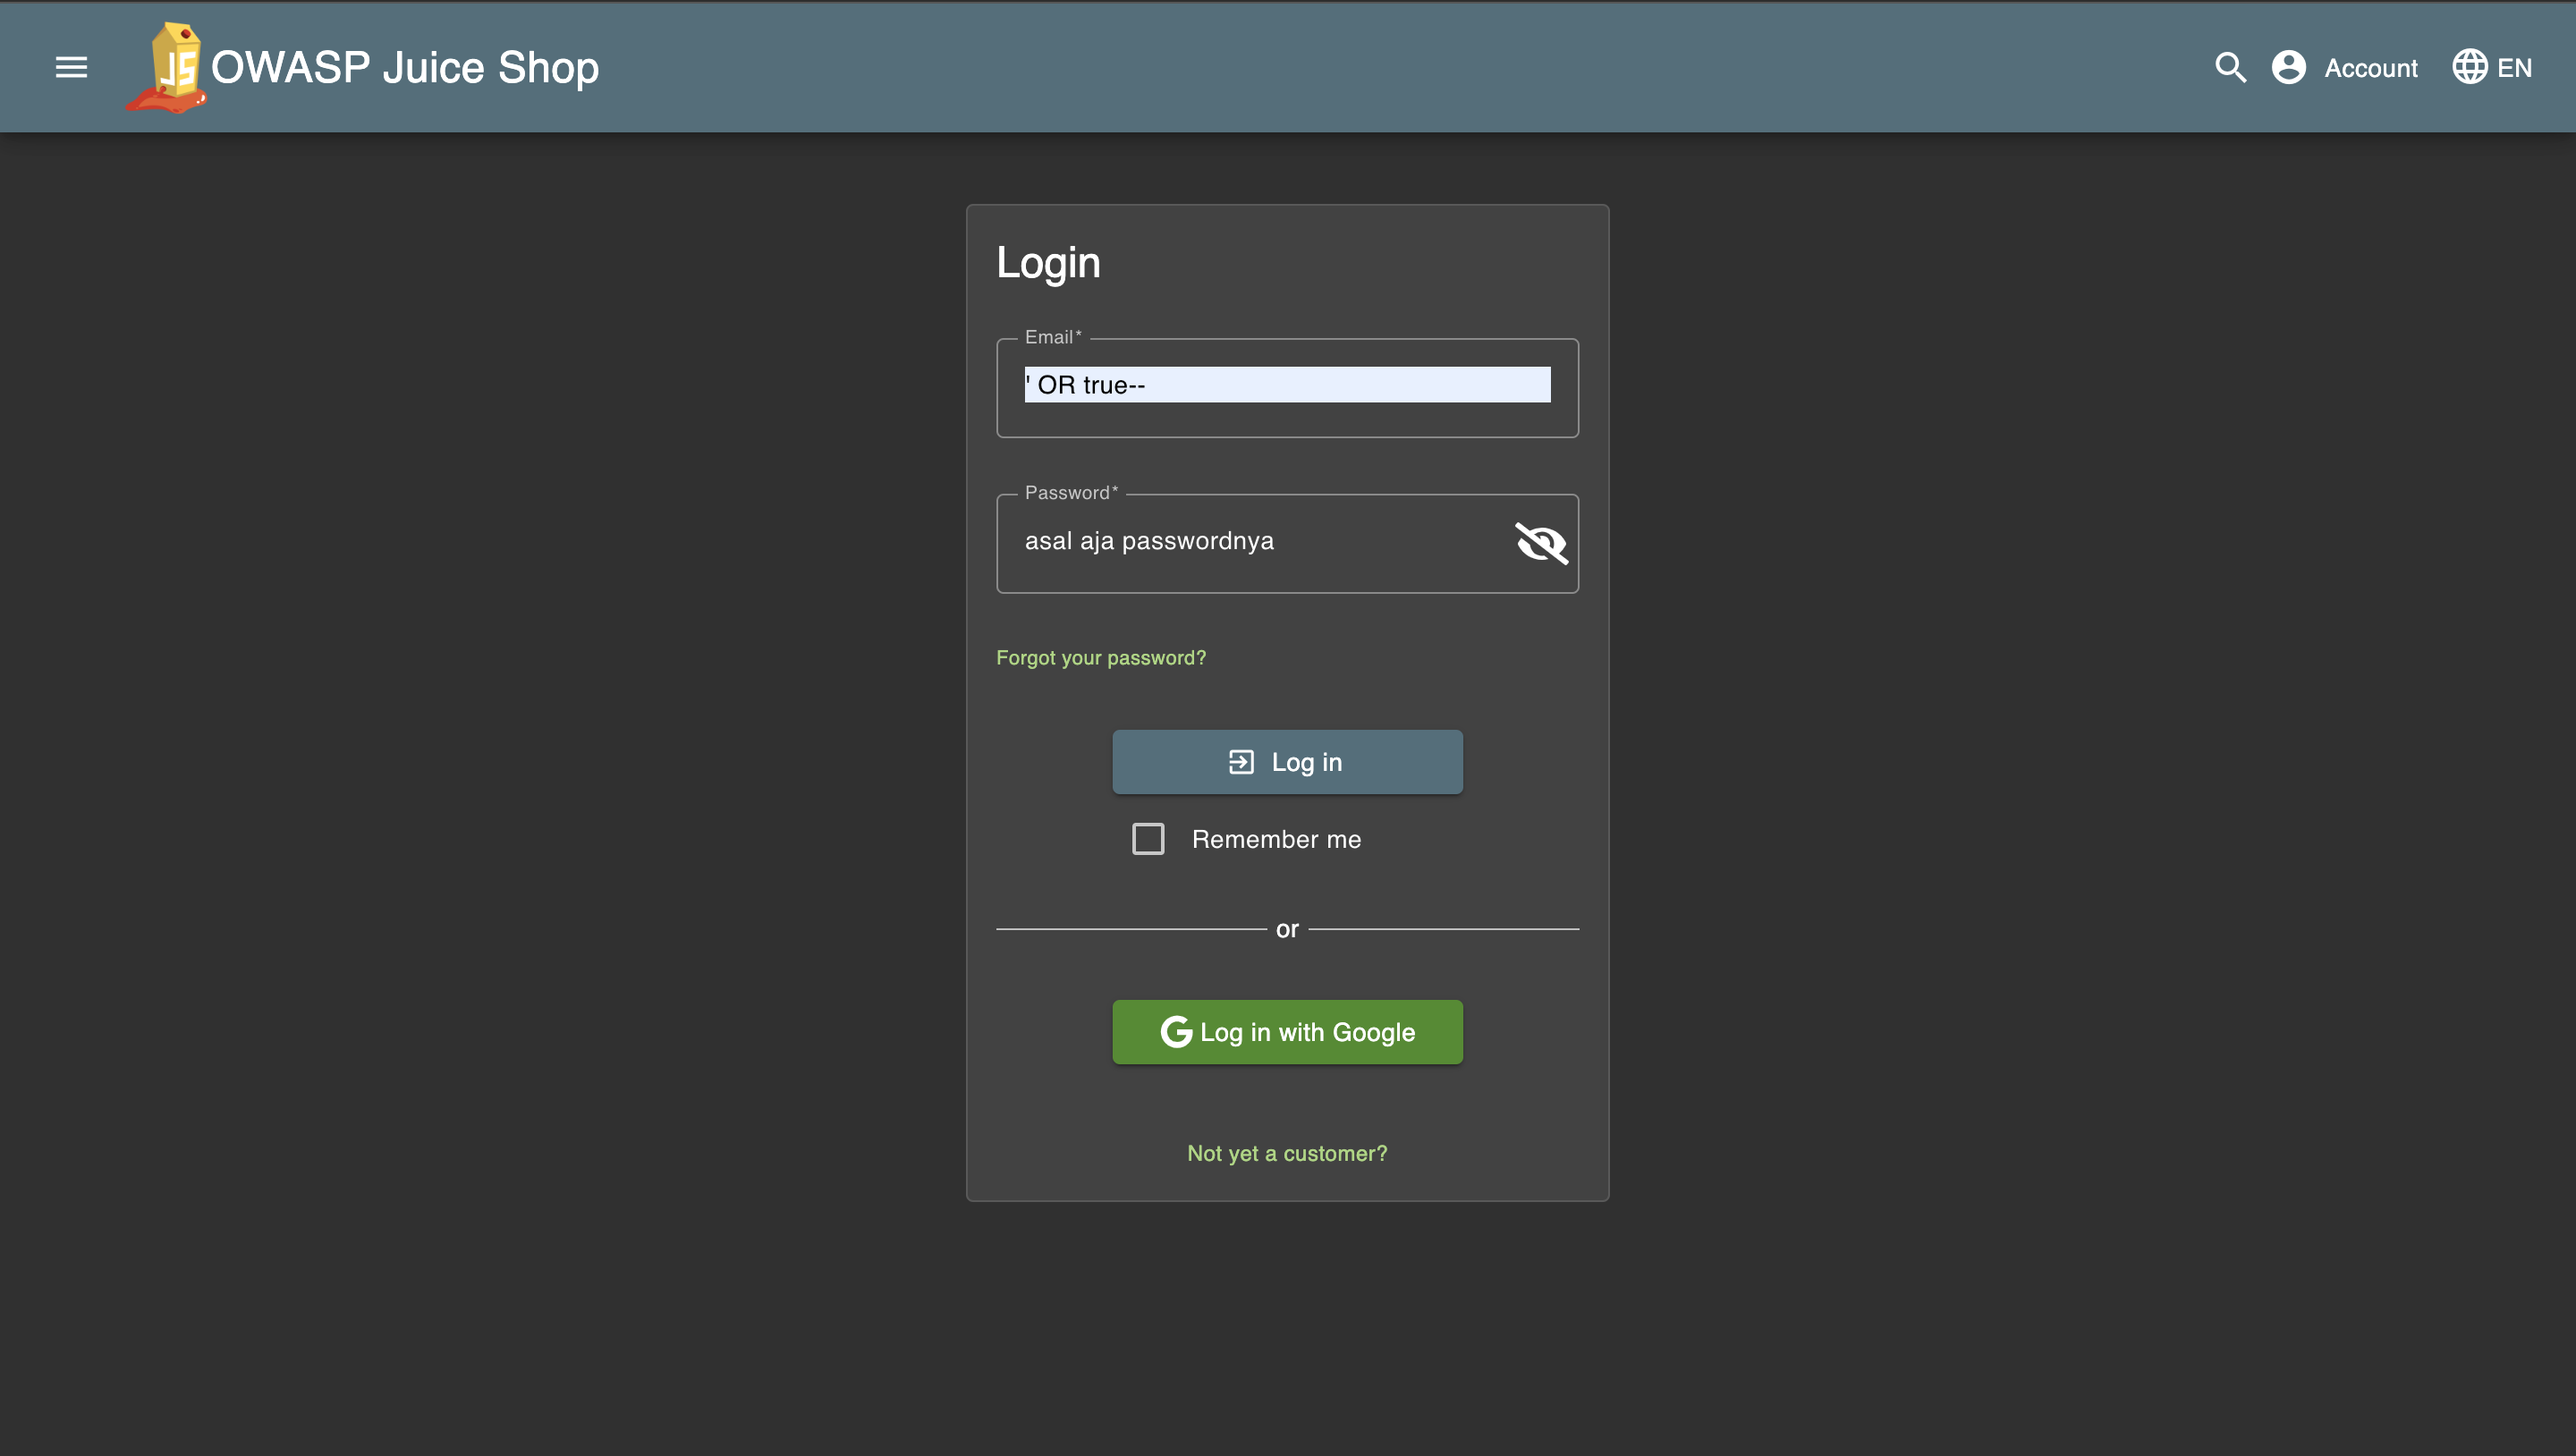 JS
OWASP Juice Shop
Account
EN
Login
Email*
' OR true--
Password*
asal aja passwordnya
Forgot your password?
Log in
Remember me
or
G Log in with Google
Not yet a customer?